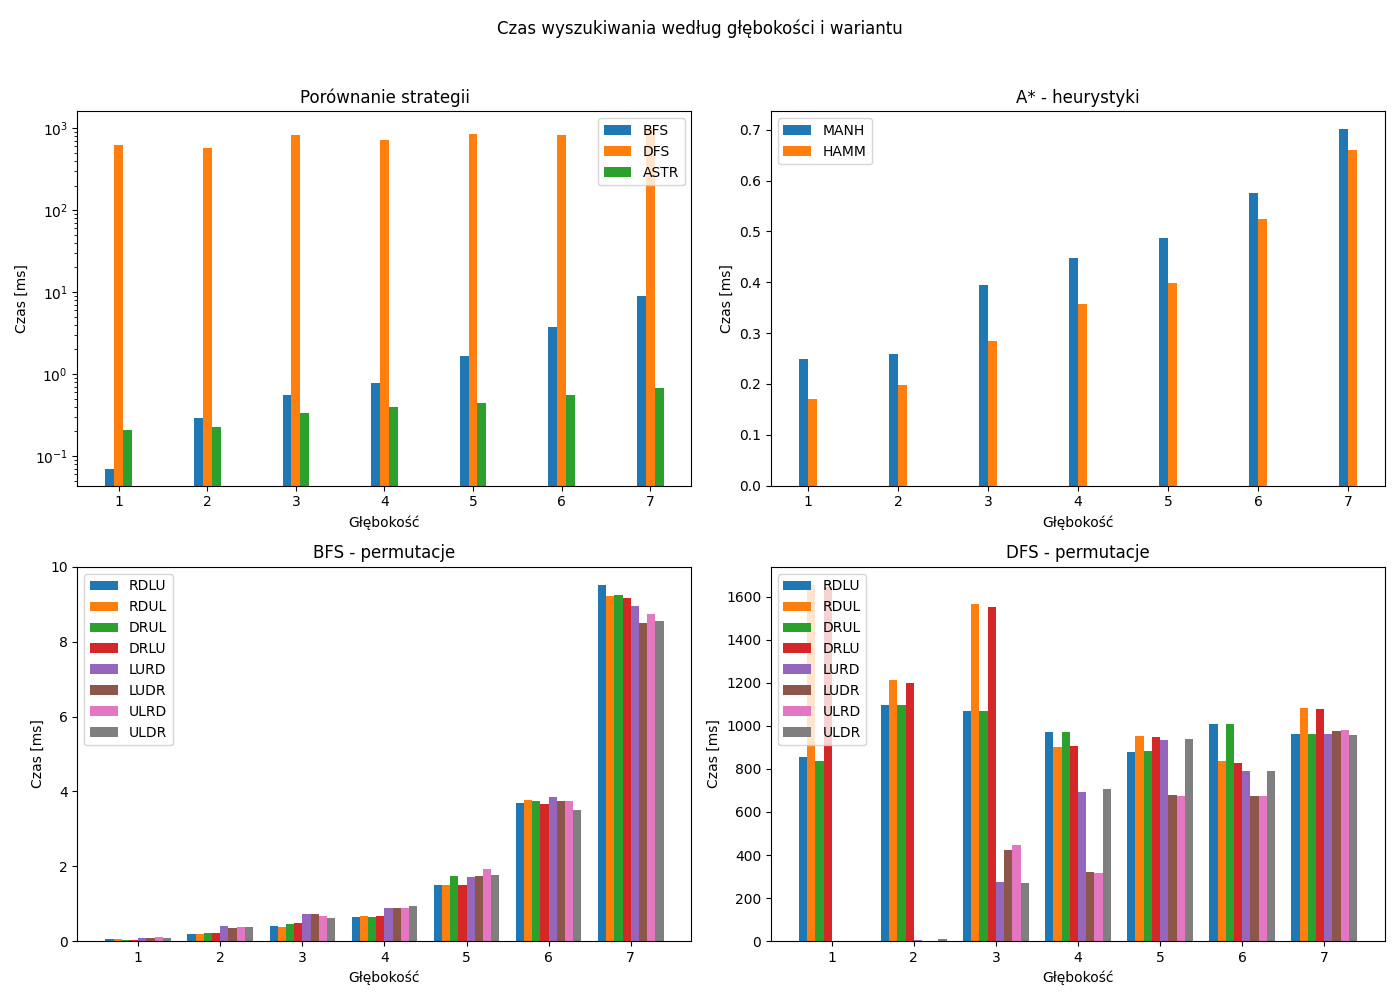 Czas wyszukiwania według głębokości i wariantu
Porównanie strategii
Czas [ms]
10³
10²
10¹
10⁰
10⁻¹
BFS
DFS
ASTR
1 2 3 4 5 6 7
Głębokość
A* - heurystyki
Czas [ms]
0.7
0.6
0.5
0.4
0.3
0.2
0.1
0.0
MANH
HAMM
1 2 3 4 5 6 7
Głębokość
BFS - permutacje
Czas [ms]
10
8
6
4
2
0
RDLU
RDUL
DRUL
DRLU
LURD
LUDR
ULRD
ULDR
1 2 3 4 5 6 7
Głębokość
DFS - permutacje
Czas [ms]
1600
1400
1200
1000
800
600
400
200
0
RDLU
RDUL
DRUL
DRLU
LURD
LUDR
ULRD
ULDR
1 2 3 4 5 6 7
Głębokość